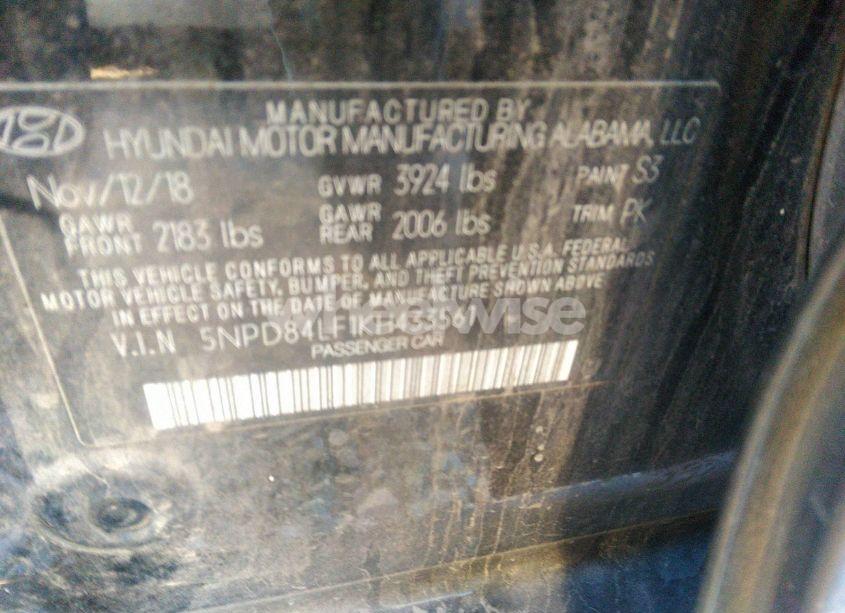 MANUFACTURED BY
HYUNDAI MOTOR MANUFACTURING ALABAMA, LLC
Nov/12/18 GVWR 3924 lbs PAINT S3
GAWR FRONT 2183 lbs GAWR REAR 2006 lbs TRIM PK
THIS VEHICLE CONFORMS TO ALL APPLICABLE U.S.A. FEDERAL
MOTOR VEHICLE SAFETY, BUMPER, AND THEFT PREVENTION STANDARDS
IN EFFECT ON THE DATE OF MANUFACTURE SHOWN ABOVE
V.I.N
PASSENGER CAR